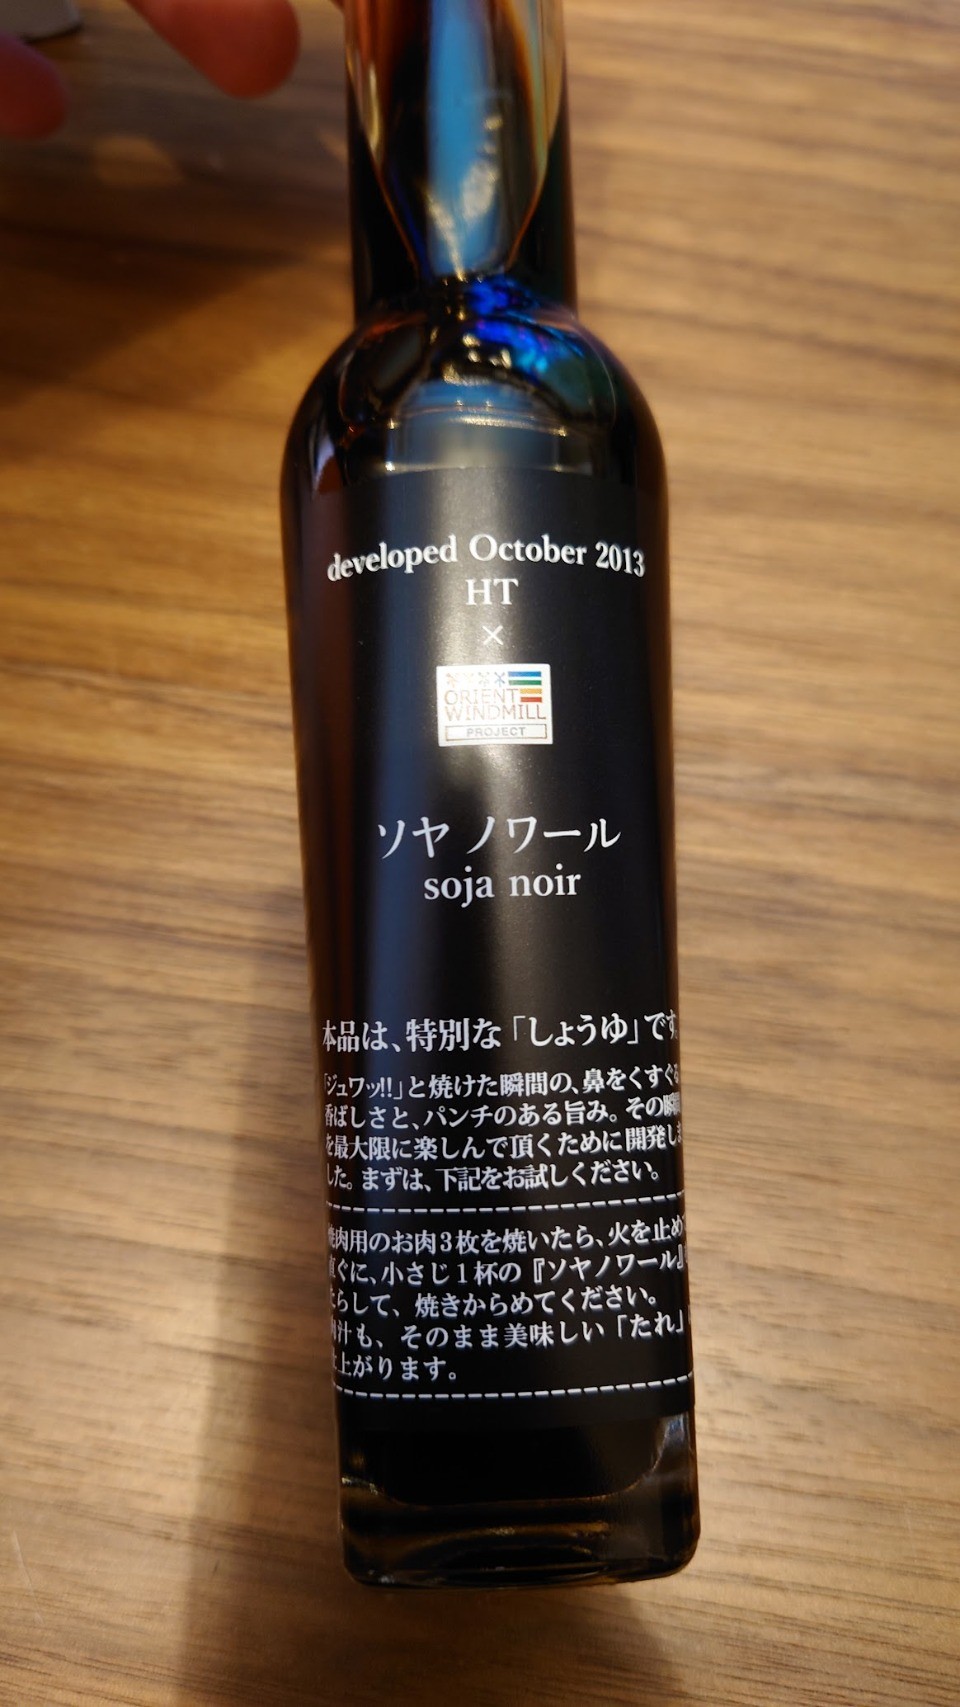 developed October 2013
HT
×
ORIENT
WINDMILL
PROJECT
ソヤ ノワール
soja noir
本品は、特別な「しょうゆ」です
「ジュワッ!!」と焼けた瞬間の、鼻をくすぐる
香ばしさと、パンチのある旨み。その瞬間
を最大限に楽しんで頂くために開発しま
した。まずは、下記をお試しください。
焼肉用のお肉3枚を焼いたら、火を止めて
直ぐに、小さじ1杯の『ソヤノワール』
たらして、焼きからめてください。
肉汁も、そのまま美味しい「たれ」に
仕上がります。